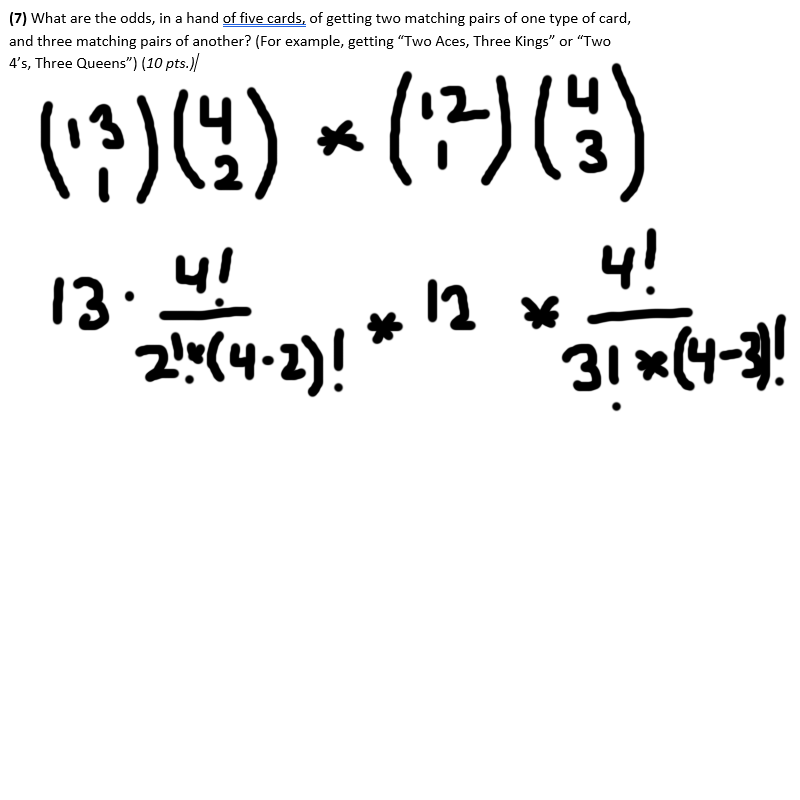 (7) What are the odds, in a hand of five cards, of getting two matching pairs of one type of card,
and three matching pairs of another? (For example, getting “Two Aces, Three Kings” or “Two
4’s, Three Queens”) (10 pts.)
(13 1)(4 2) * (12 1)(4 3)
13 · 4! / 2! * (4-2)! * 12 * 4! / 3! * (4-3)!